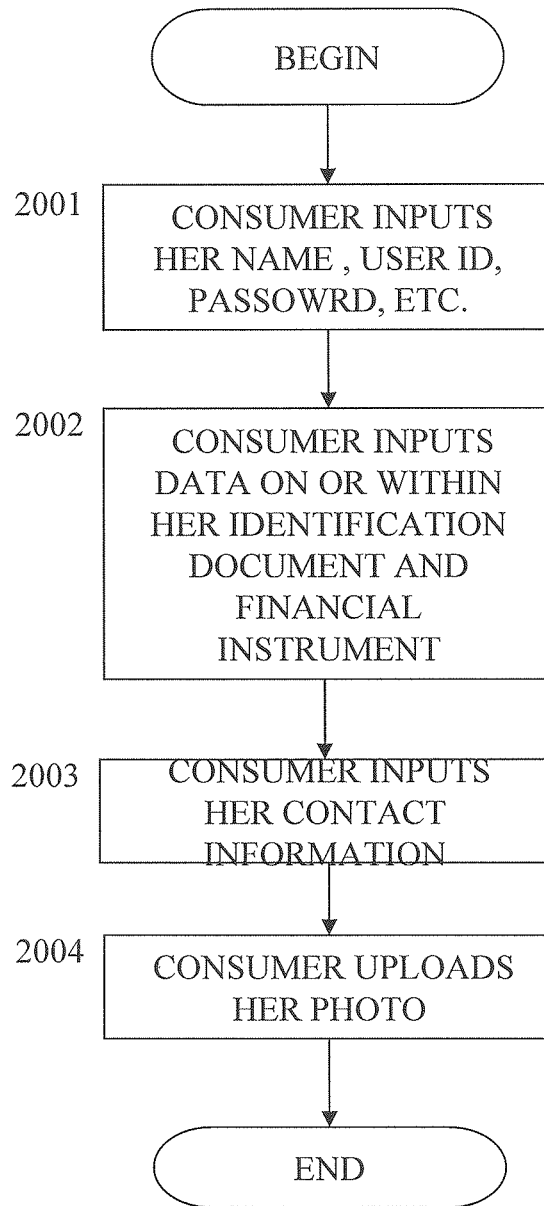 BEGIN
2001
CONSUMER INPUTS
HER NAME , USER ID,
PASSOWRD, ETC.
2002
CONSUMER INPUTS
DATA ON OR WITHIN
HER IDENTIFICATION
DOCUMENT AND
FINANCIAL
INSTRUMENT
2003
CONSUMER INPUTS
HER CONTACT
INFORMATION
2004
CONSUMER UPLOADS
HER PHOTO
END